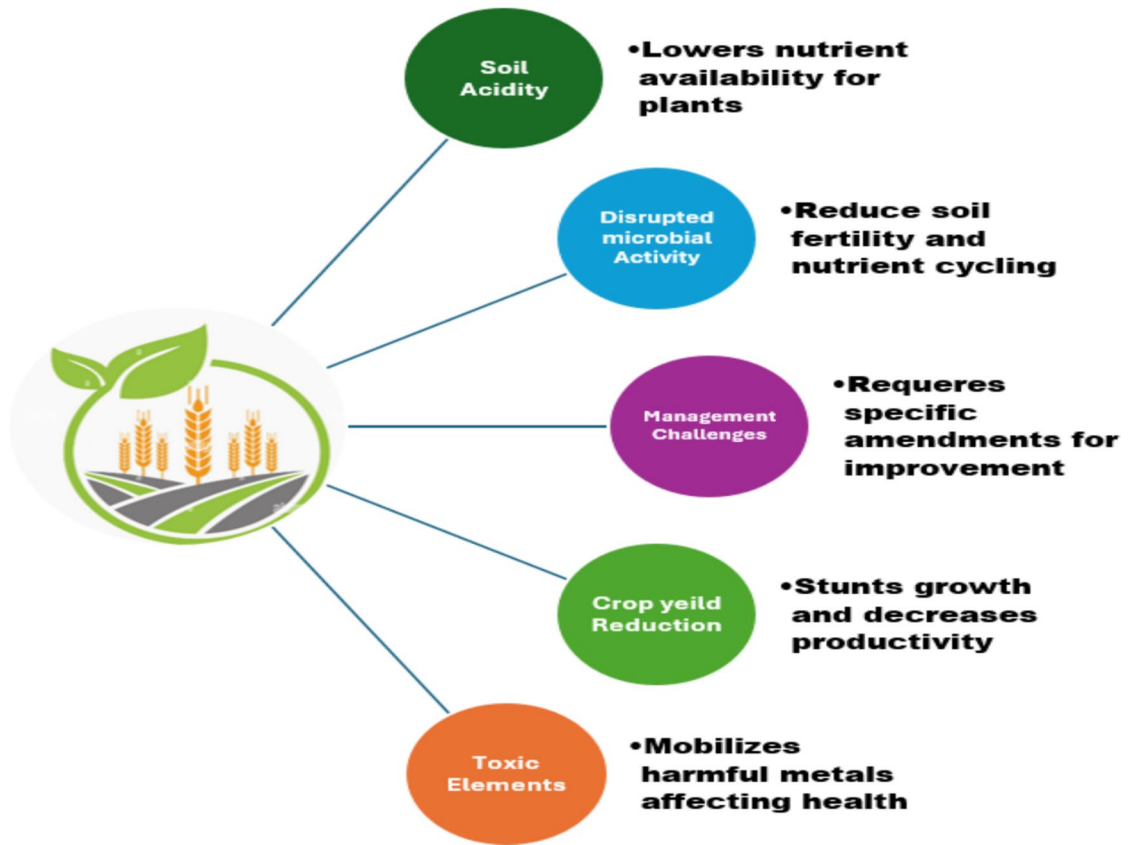 Soil
Acidity
•Lowers nutrient
availability for
plants
Disrupted
microbial
Activity
•Reduce soil
fertility and
nutrient cycling
Management
Challenges
•Requeres
specific
amendments for
improvement
Crop yeild
Reduction
•Stunts growth
and decreases
productivity
Toxic
Elements
•Mobilizes
harmful metals
affecting health